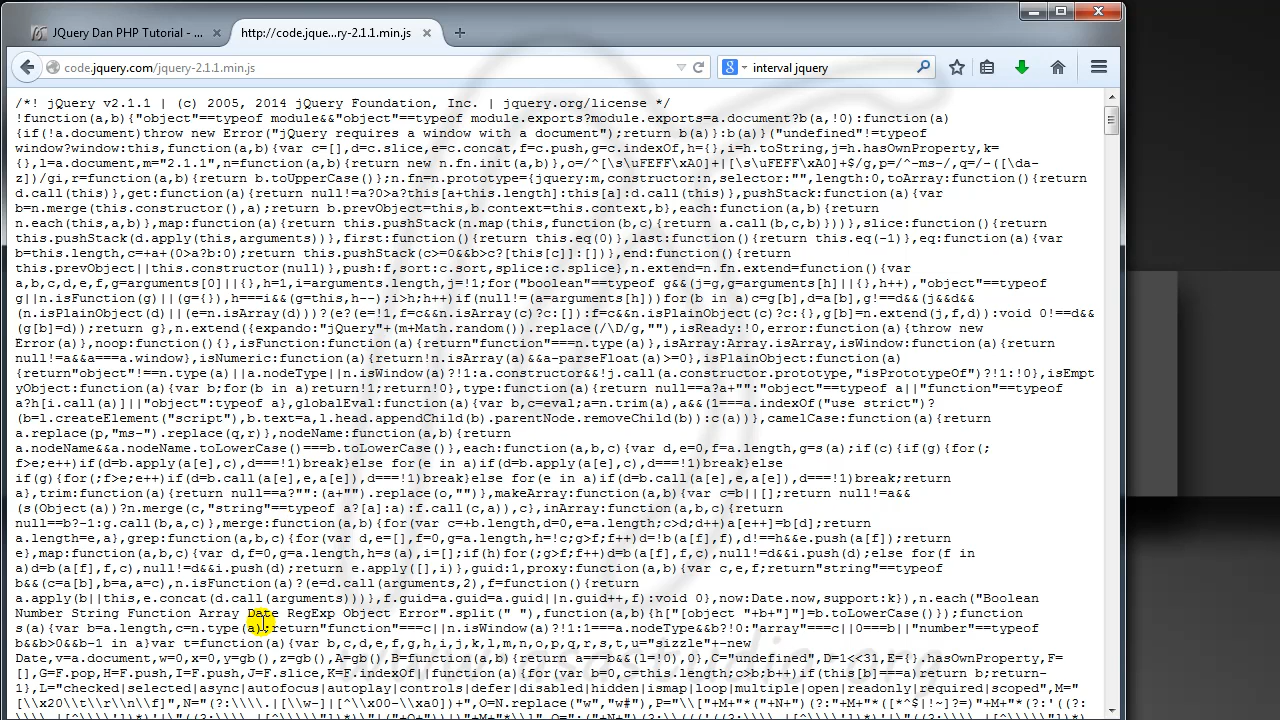 JQuery Dan PHP Tutorial - ...
http://code.jque...ry-2.1.1.min.js
code.jquery.com/jquery-2.1.1.min.js
interval jquery
/*! jQuery v2.1.1 | (c) 2005, 2014 jQuery Foundation, Inc. | jquery.org/license */
!function(a,b){"object"==typeof module&&"object"==typeof module.exports?module.exports=a.document?b(a,!0):function(a)
{if(!a.document)throw new Error("jQuery requires a window with a document");return b(a)}:b(a)}("undefined"!=typeof
window?window:this,function(a,b){var c=[],d=c.slice,e=c.concat,f=c.push,g=c.indexOf,h={},i=h.toString,j=h.hasOwnProperty,k=
{},l=a.document,m="2.1.1",n=function(a,b){return new n.fn.init(a,b)},o=/^[\s\uFEFF\xA0]+|[\s\uFEFF\xA0]+$/g,p=/^-ms-/,q=/-([\da-
z])/gi,r=function(a,b){return b.toUpperCase()};n.fn=n.prototype={jquery:m,constructor:n,selector:"",length:0,toArray:function(){return
d.call(this)},get:function(a){return null!=a?0>a?this[a+this.length]:this[a]:d.call(this)},pushStack:function(a){var
b=n.merge(this.constructor(),a);return b.prevObject=this,b.context=this.context,b},each:function(a,b){return
n.each(this,a,b)},map:function(a){return this.pushStack(n.map(this,function(b,c){return a.call(b,c,b)}))},slice:function(){return
this.pushStack(d.apply(this,arguments))},first:function(){return this.eq(0)},last:function(){return this.eq(-1)},eq:function(a){var
b=this.length,c=+a+(0>a?b:0);return this.pushStack(c>=0&&b>c?[this[c]]:[])},end:function(){return
this.prevObject||this.constructor(null)},push:f,sort:c.sort,splice:c.splice},n.extend=n.fn.extend=function(){var
a,b,c,d,e,f,g=arguments[0]||{},h=1,i=arguments.length,j=!1;for("boolean"==typeof g&&(j=g,g=arguments[h]||{},h++),"object"==typeof
g||n.isFunction(g)||(g={}),h===i&&(g=this,h--);i>h;h++)if(null!=(a=arguments[h]))for(b in a)c=g[b],d=a[b],g!==d&&(j&&d&&
(n.isPlainObject(d)||(e=n.isArray(d)))?(e?(e=!1,f=c&&n.isArray(c)?c:[]):f=c&&n.isPlainObject(c)?c:{},g[b]=n.extend(j,f,d)):void 0!==d&&
(g[b]=d));return g},n.extend({expando:"jQuery"+(m+Math.random()).replace(/\D/g,""),isReady:!0,error:function(a){throw new
Error(a)},noop:function(){},isFunction:function(a){return"function"===n.type(a)},isArray:Array.isArray,isWindow:function(a){return
null!=a&&a===a.window},isNumeric:function(a){return!n.isArray(a)&&a-parseFloat(a)>=0},isPlainObject:function(a)
{return"object"!==n.type(a)||a.nodeType||n.isWindow(a)?!1:a.constructor&&!j.call(a.constructor.prototype,"isPrototypeOf")?!1:!0},isEmpt
yObject:function(a){var b;for(b in a)return!1;return!0},type:function(a){return null==a?a+"":"object"==typeof a||"function"==typeof
a?h[i.call(a)]||"object":typeof a},globalEval:function(a){var b,c=eval;a=n.trim(a),a&&(1===a.indexOf("use strict")?
(b=l.createElement("script"),b.text=a,l.head.appendChild(b).parentNode.removeChild(b)):c(a))},camelCase:function(a){return
a.replace(p,"ms-").replace(q,r)},nodeName:function(a,b){return
a.nodeName&&a.nodeName.toLowerCase()===b.toLowerCase()},each:function(a,b,c){var d,e=0,f=a.length,g=s(a);if(c){if(g){for(;
f>e;e++)if(d=b.apply(a[e],c),d===!1)break}else for(e in a)if(d=b.apply(a[e],c),d===!1)break}else
if(g){for(;f>e;e++)if(d=b.call(a[e],e,a[e]),d===!1)break}else for(e in a)if(d=b.call(a[e],e,a[e]),d===!1)break;return
a},trim:function(a){return null==a?"":(a+"").replace(o,"")},makeArray:function(a,b){var c=b||[];return null!=a&&
(s(Object(a))?n.merge(c,"string"==typeof a?[a]:a):f.call(c,a)),c},inArray:function(a,b,c){return
null==b?-1:g.call(b,a,c)},merge:function(a,b){for(var c=+b.length,d=0,e=a.length;c>d;d++)a[e++]=b[d];return
a.length=e,a},grep:function(a,b,c){for(var d,e=[],f=0,g=a.length,h=!c;g>f;f++)d=!b(a[f],f),d!==h&&e.push(a[f]);return
e},map:function(a,b,c){var d,f=0,g=a.length,h=s(a),i=[];if(h)for(;g>f;f++)d=b(a[f],f,c),null!=d&&i.push(d);else for(f in
a)d=b(a[f],f,c),null!=d&&i.push(d);return e.apply([],i)},guid:1,proxy:function(a,b){var c,e,f;return"string"==typeof
b&&(c=a[b],b=a,a=c),n.isFunction(a)?(e=d.call(arguments,2),f=function(){return
a.apply(b||this,e.concat(d.call(arguments)))},f.guid=a.guid=a.guid||n.guid++,f):void 0},now:Date.now,support:k}),n.each("Boolean
Number String Function Array Date RegExp Object Error".split(" "),function(a,b){h["[object "+b+"]"]=b.toLowerCase()});function
s(a){var b=a.length,c=n.type(a);return"function"===c||n.isWindow(a)?!1:1===a.nodeType&&b?!0:"array"===c||0===b||"number"==typeof
b&&b>0&&b-1 in a}var t=function(a){var b,c,d,e,f,g,h,i,j,k,l,m,n,o,p,q,r,s,t,u="sizzle"+-new
Date,v=a.document,w=0,x=0,y=gb(),z=gb(),A=gb(),B=function(a,b){return a===b&&(l=!0),0},C="undefined",D=1<<31,E={}.hasOwnProperty,F=
[],G=F.pop,H=F.push,I=F.push,J=F.slice,K=F.indexOf||function(a){for(var b=0,c=this.length;c>b;b++)if(this[b]===a)return b;return-
1},L="checked|selected|async|autofocus|autoplay|controls|defer|disabled|hidden|ismap|loop|multiple|open|readonly|required|scoped",M="
[\\x20\\t\\r\\n\\f]",N="(?:\\\\.|[\\w-]|[^\\x00-\\xa0])+",O=N.replace("w","w#"),P="\\["+M+"*("+N+")(?:"+M+"*([*^$|!~]?=)"+M+"*(?:'